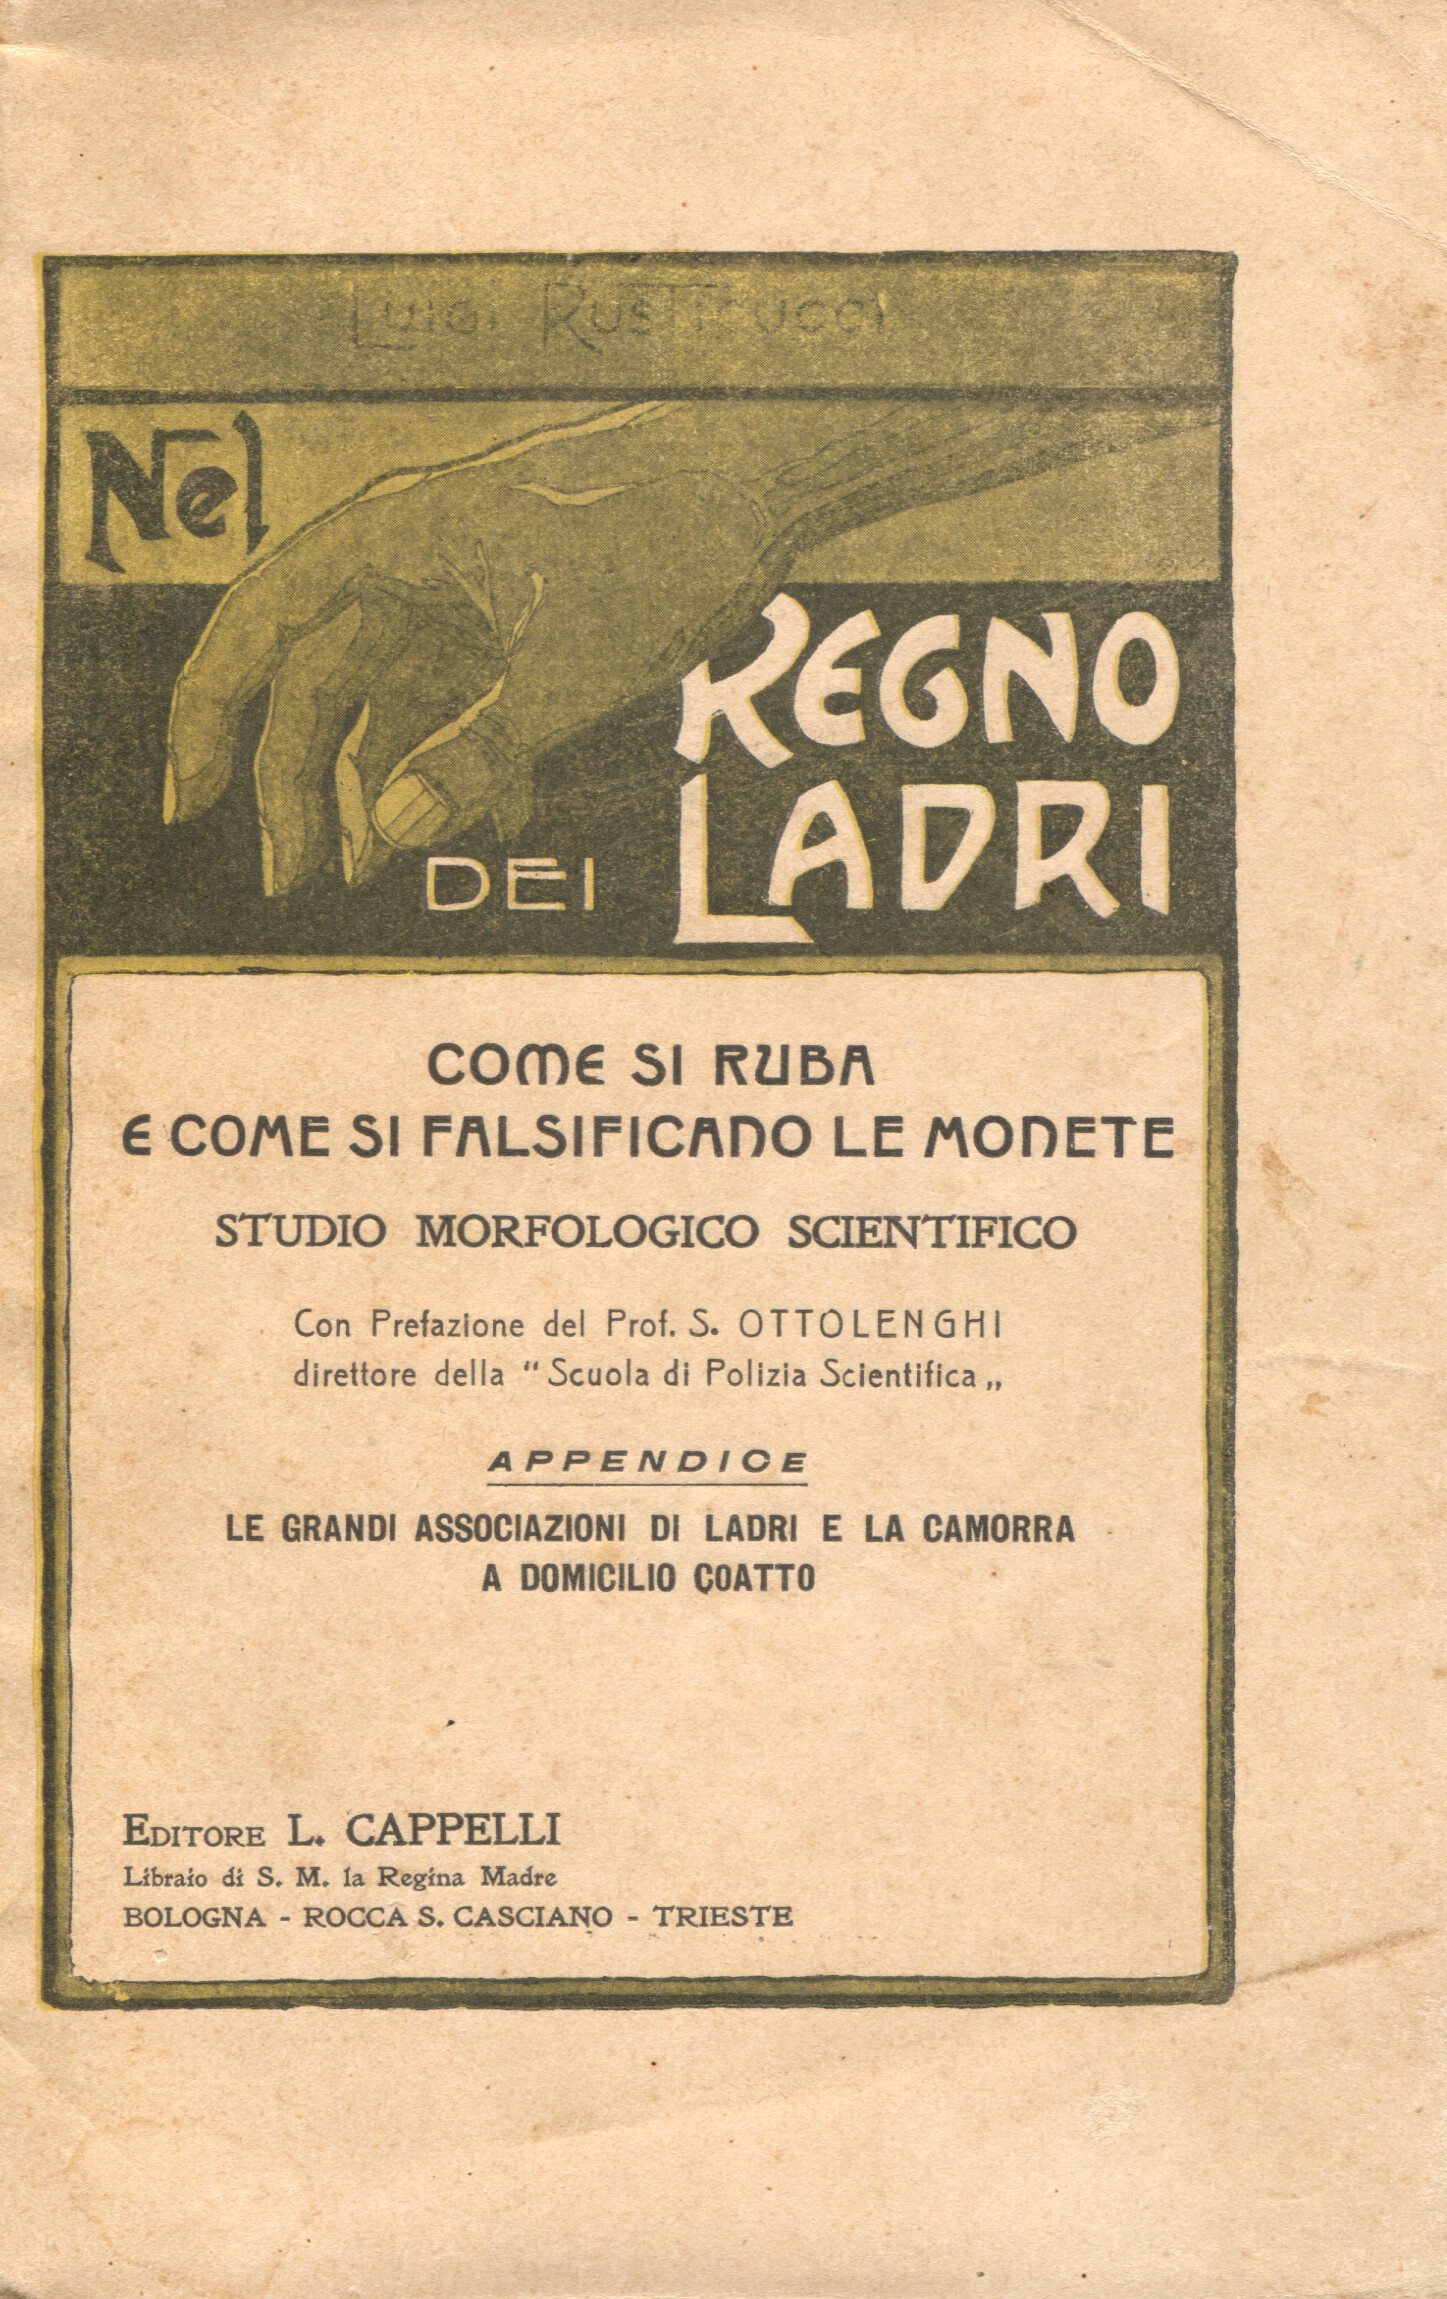 LUIGI RUSTICUCCI
Nel
REGNO
DEI LADRI
COME SI RUBA
E COME SI FALSIFICANO LE MONETE
STUDIO MORFOLOGICO SCIENTIFICO
Con Prefazione del Prof. S. OTTOLENGHI
direttore della “ Scuola di Polizia Scientifica „
APPENDICE
LE GRANDI ASSOCIAZIONI DI LADRI E LA CAMORRA
A DOMICILIO COATTO
EDITORE L. CAPPELLI
Libraio di S. M. la Regina Madre
BOLOGNA - ROCCA S. CASCIANO - TRIESTE